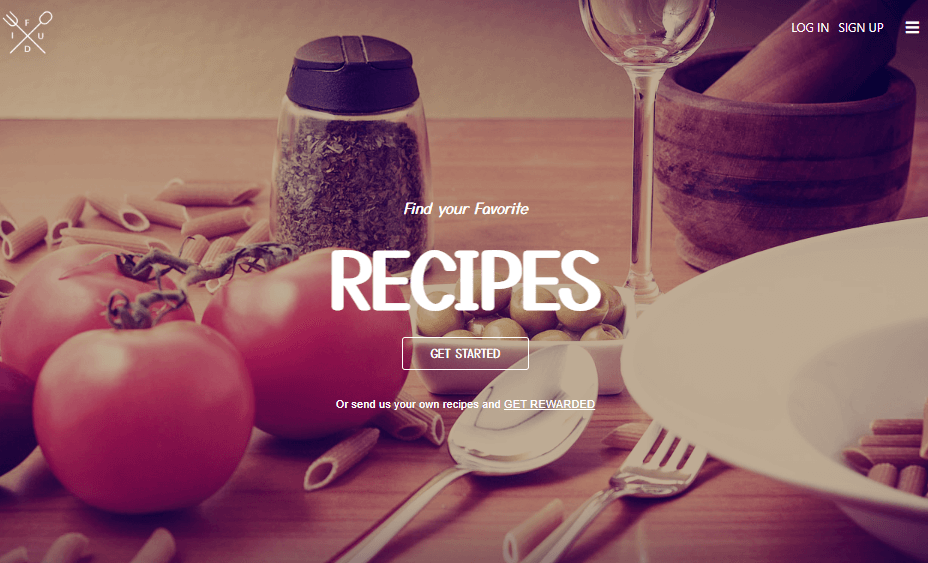 F
I U
D
LOG IN SIGN UP
Find your Favorite
RECIPES
GET STARTED
Or send us your own recipes and GET REWARDED